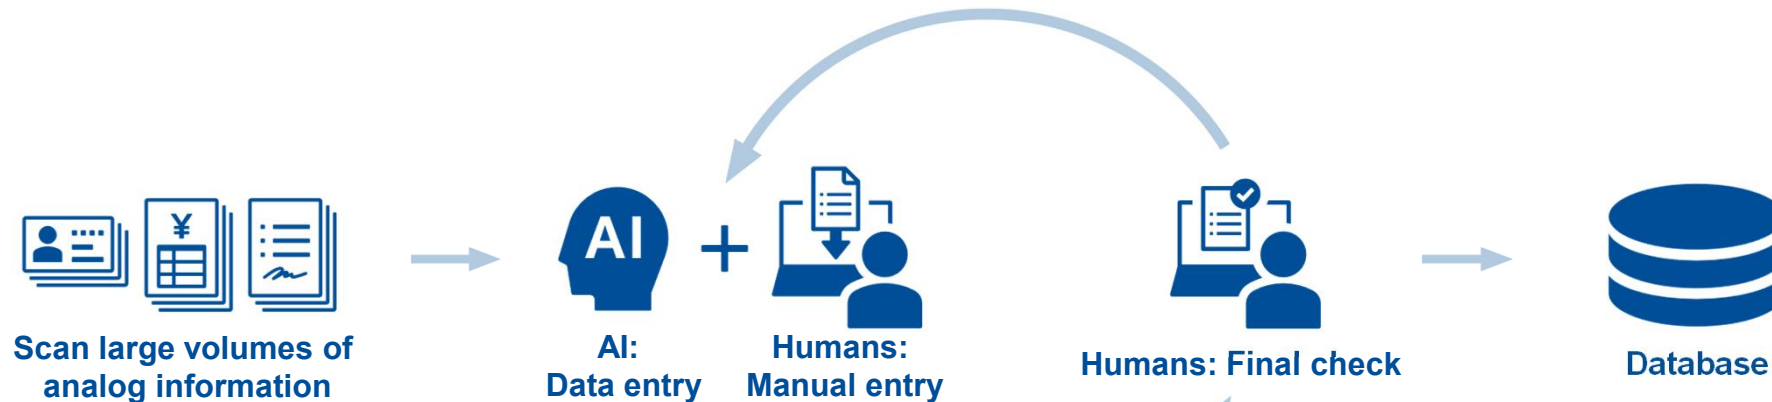 ¥
AI
Scan large volumes of
analog information
AI:
Data entry
Humans:
Manual entry
Humans: Final check
Database